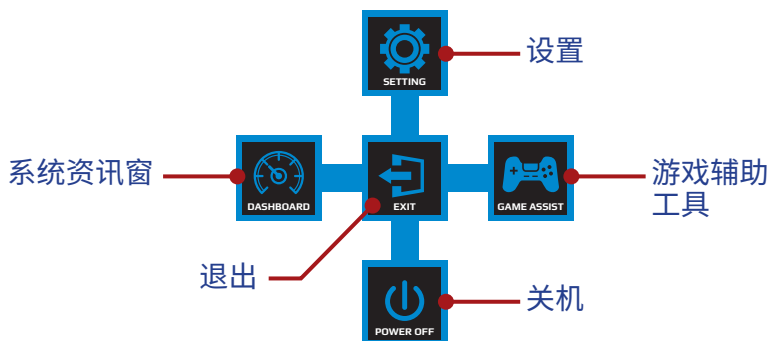 SETTING
设置
系统资讯窗
DASHBOARD
EXIT
GAME ASSIST
游戏辅助
工具
退出
POWER OFF
关机